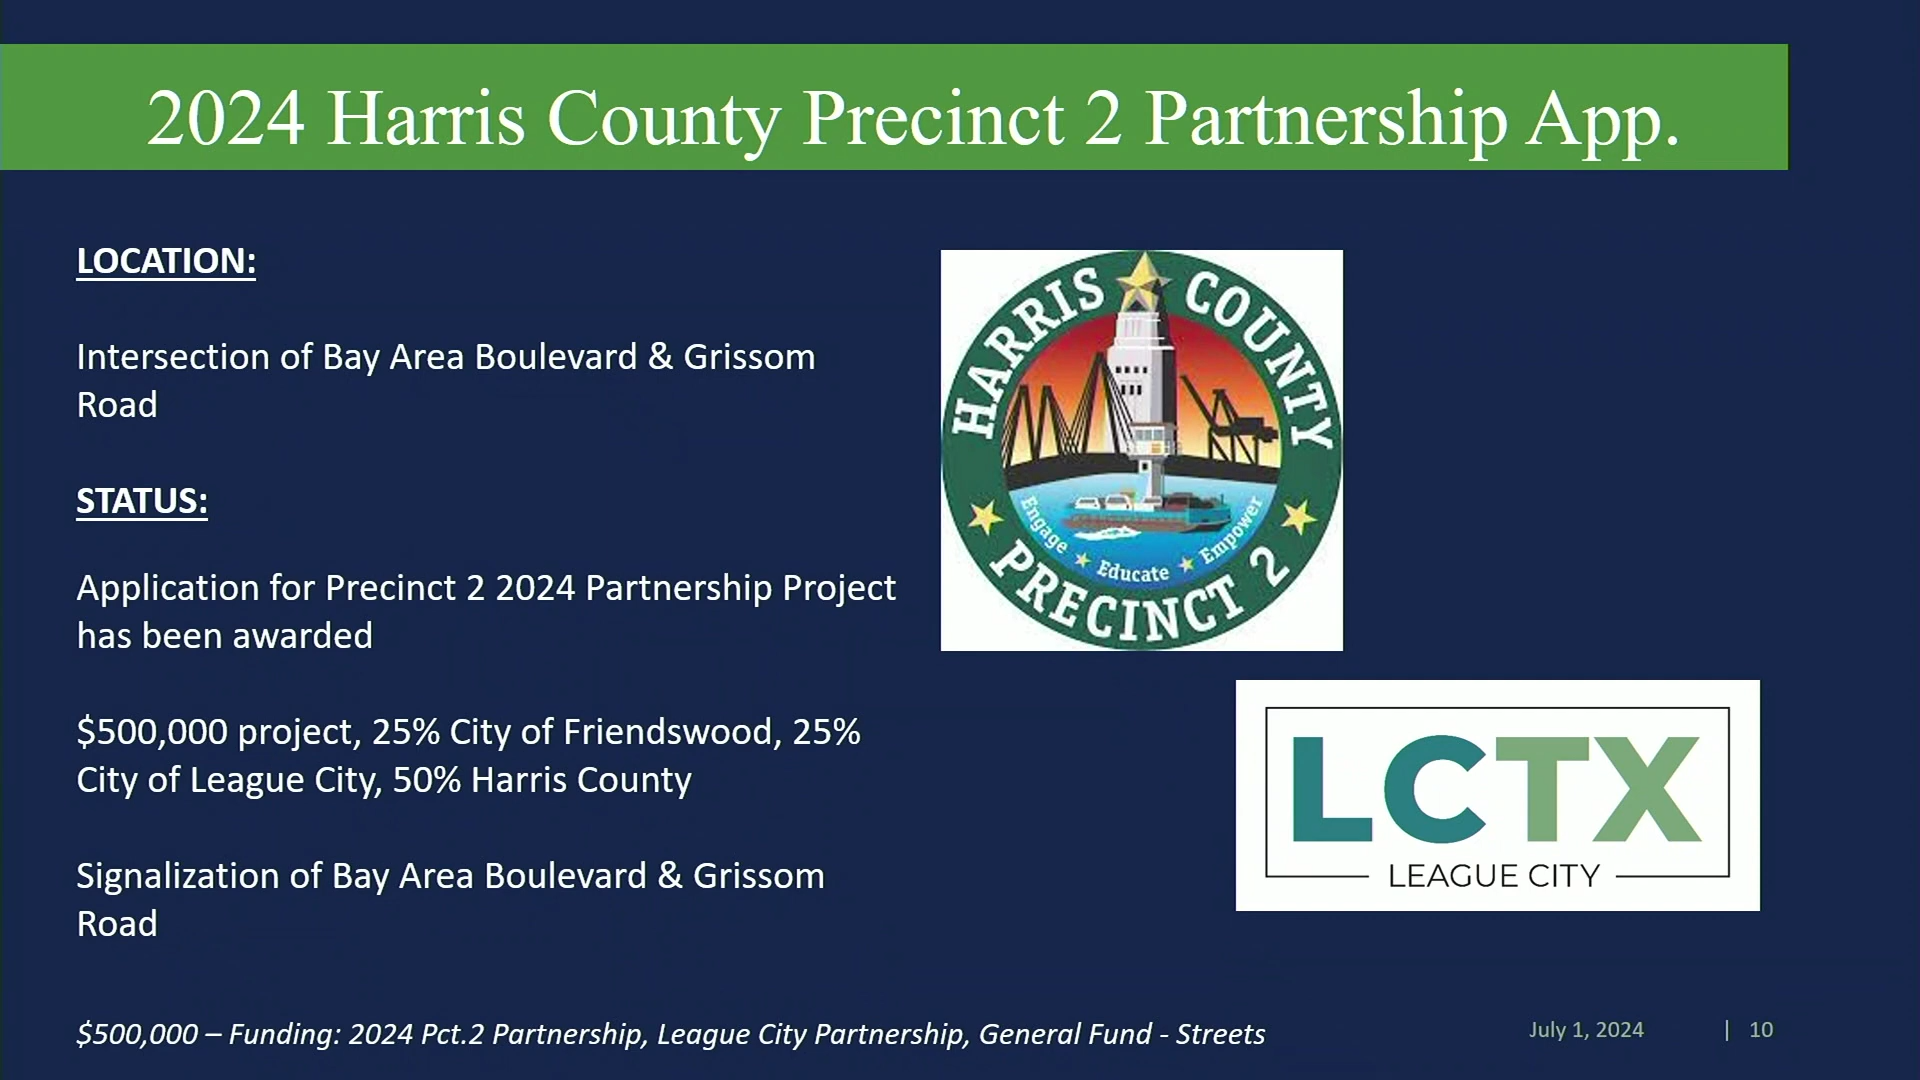 2024 Harris County Precinct 2 Partnership App.
LOCATION:
Intersection of Bay Area Boulevard & Grissom
Road
STATUS:
Application for Precinct 2 2024 Partnership Project
has been awarded
$500,000 project, 25% City of Friendswood, 25%
City of League City, 50% Harris County
Signalization of Bay Area Boulevard & Grissom
Road
HARRIS COUNTY
Engage Educate Empower
PRECINCT 2
LCTX
LEAGUE CITY
$500,000 – Funding: 2024 Pct.2 Partnership, League City Partnership, General Fund - Streets
July 1, 2024 | 10